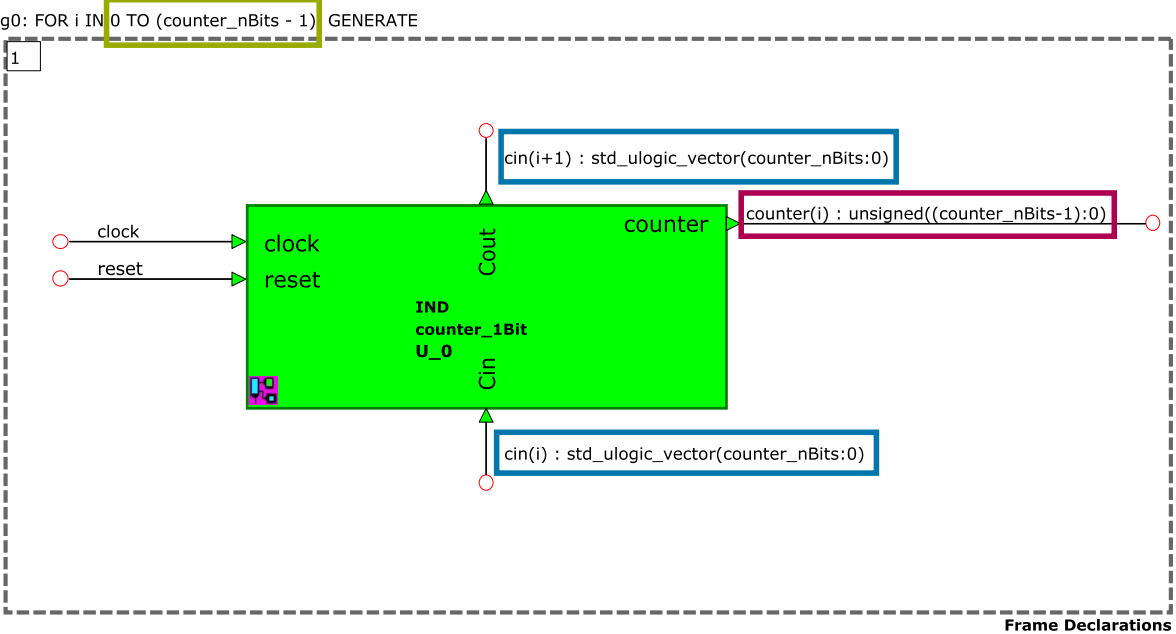 g0: FOR i IN 0 TO (counter_nBits - 1) GENERATE
1
cin(i+1) : std_ulogic_vector(counter_nBits:0)
counter(i) : unsigned((counter_nBits-1):0)
clock
reset
clock
reset
Cout
counter
IND
counter_1Bit
U_0
Cin
cin(i) : std_ulogic_vector(counter_nBits:0)
Frame Declarations